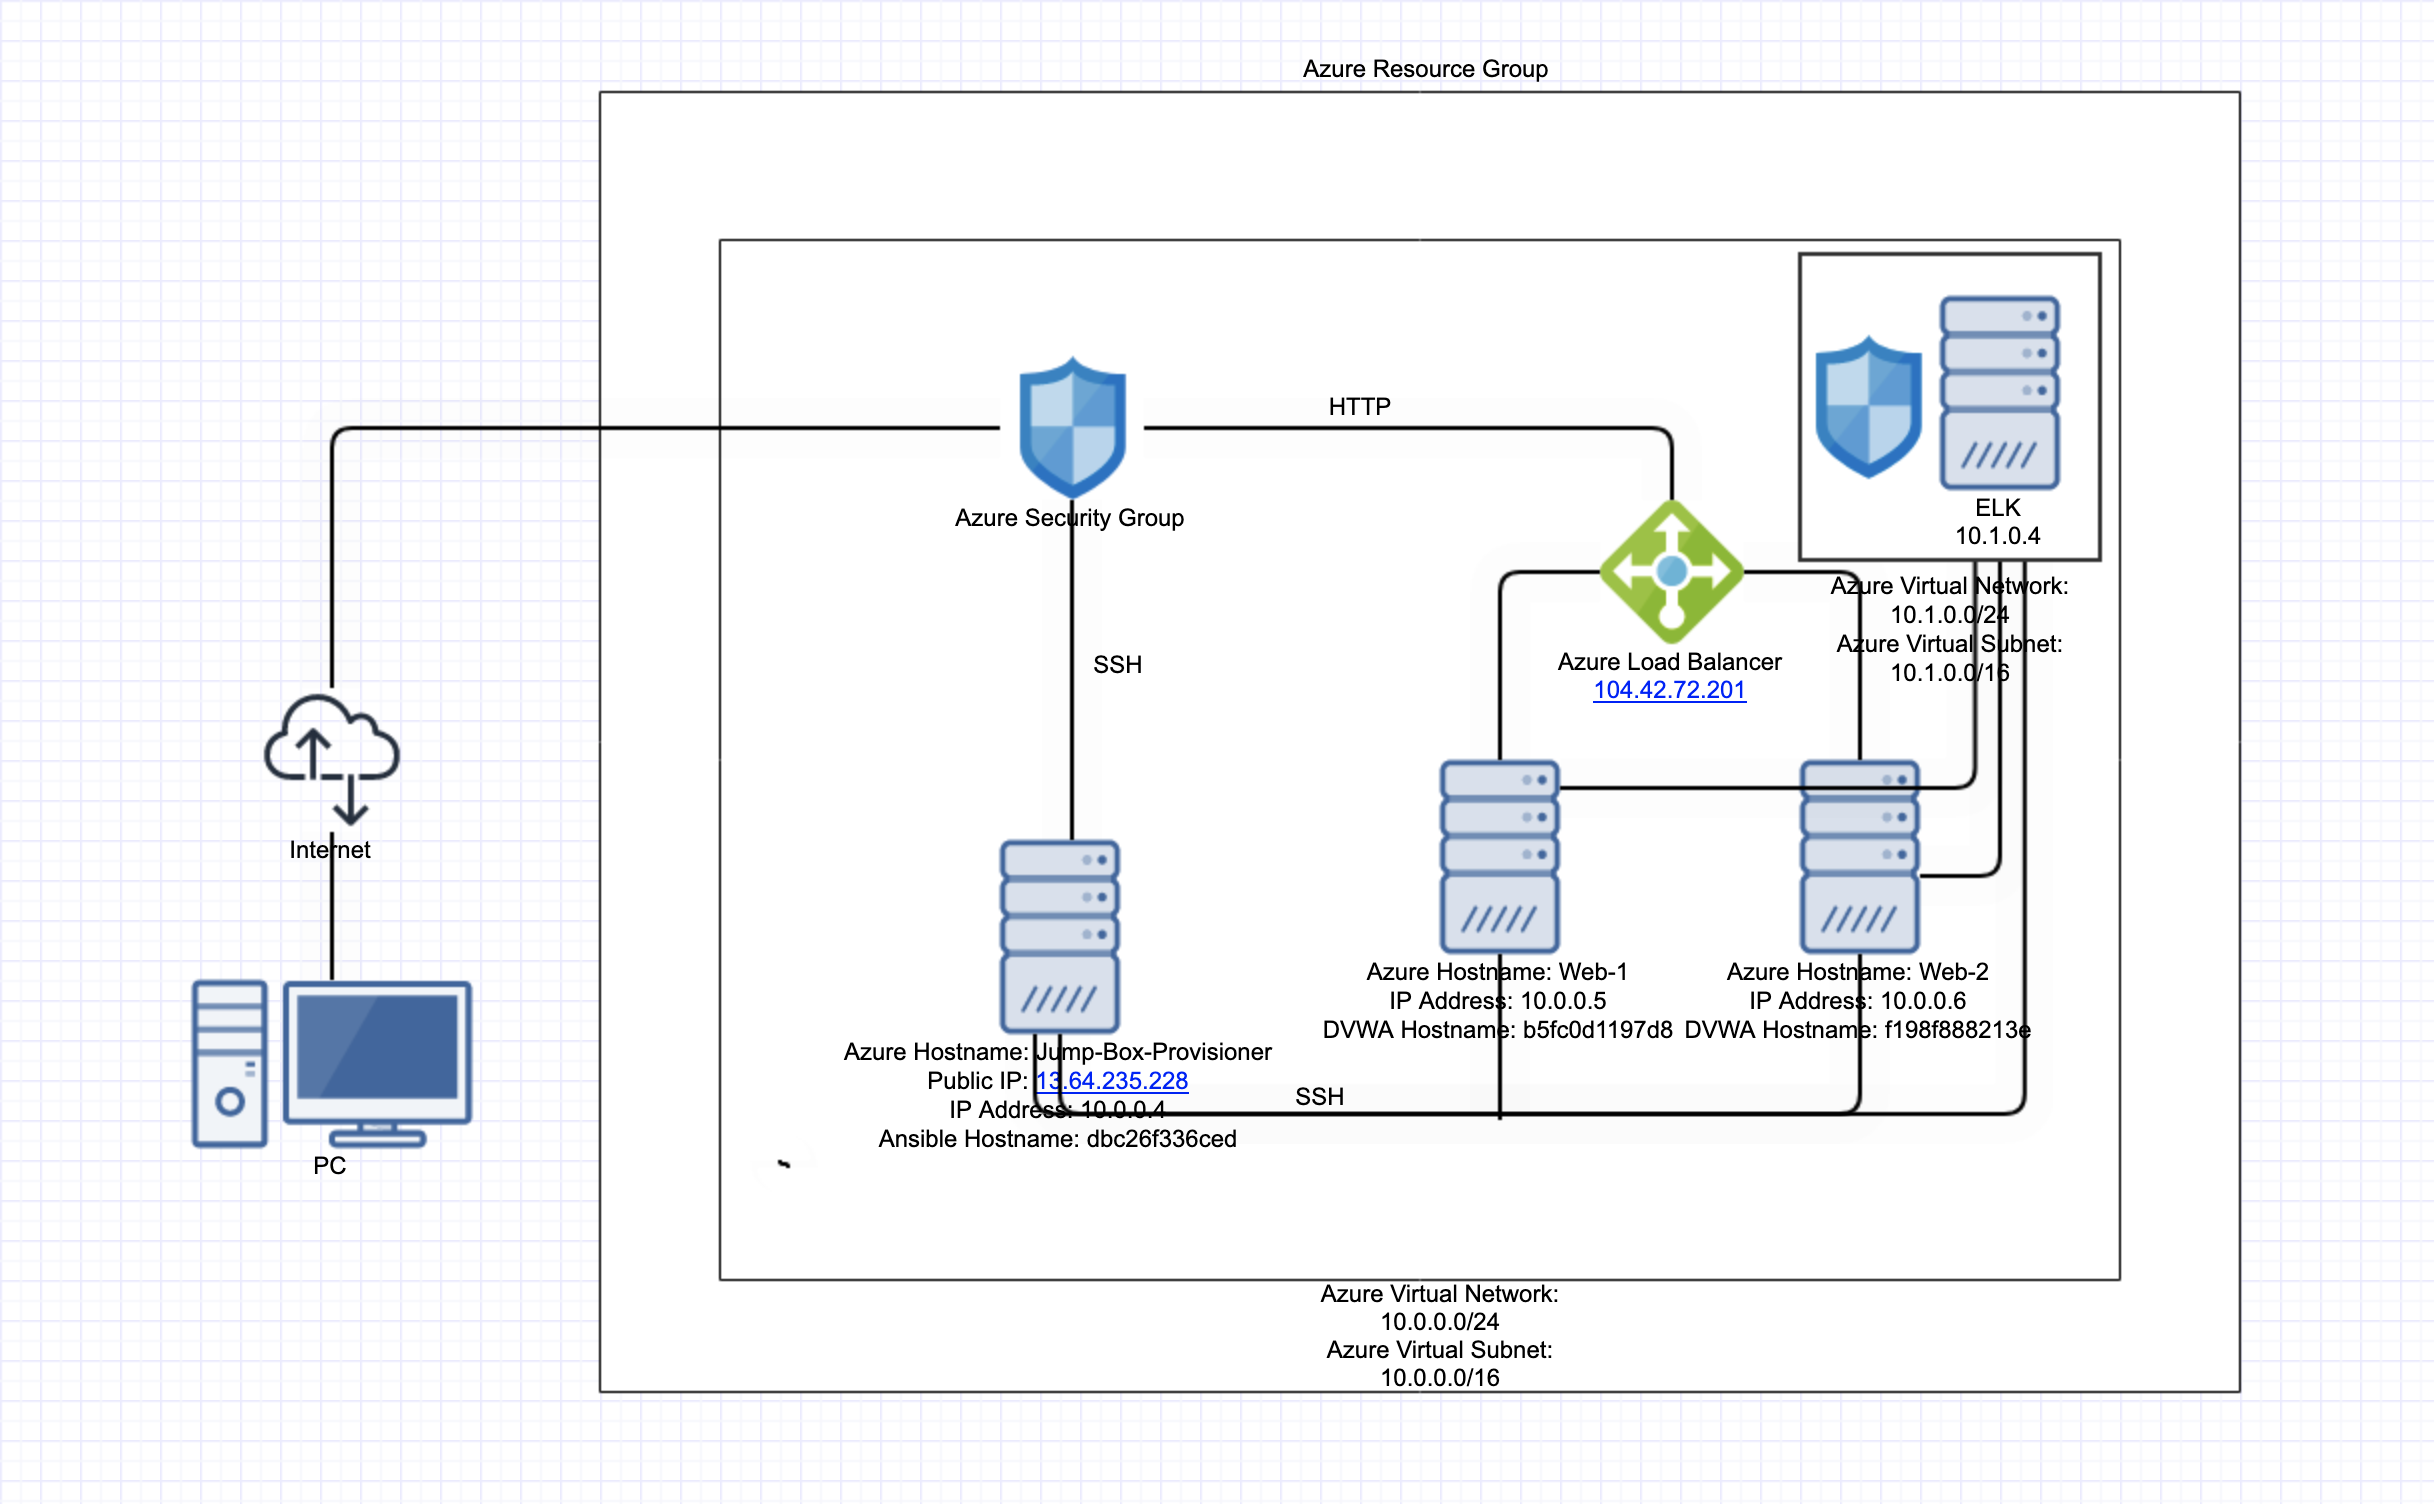 Azure Resource Group
HTTP
Azure Security Group
ELK
10.1.0.4
Azure Virtual Network:
10.1.0.0/24
Azure Virtual Subnet:
10.1.0.0/16
SSH
Azure Load Balancer
104.42.72.201
Internet
PC
Azure Hostname: Jump-Box-Provisioner
Public IP: 13.64.235.228
IP Address: 10.0.0.4
Ansible Hostname: dbc26f336ced
SSH
Azure Hostname: Web-1
IP Address: 10.0.0.5
DVWA Hostname: b5fc0d1197d8
Azure Hostname: Web-2
IP Address: 10.0.0.6
DVWA Hostname: f198f888213e
Azure Virtual Network:
10.0.0.0/24
Azure Virtual Subnet:
10.0.0.0/16